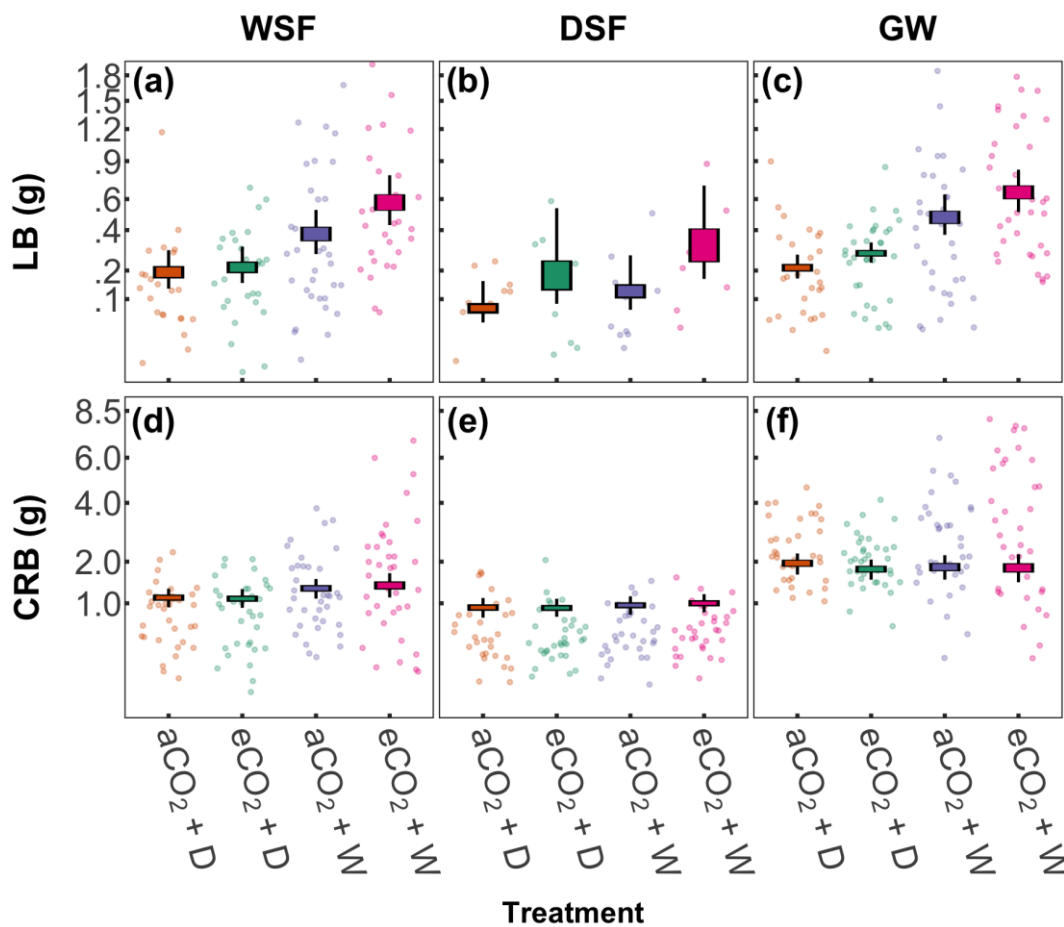 WSF DSF GW
(a) (b) (c)
LB (g)
1.8
1.5
1.2
.9
.6
.4
.2
.1
(d) (e) (f)
CRB (g)
8.5
6.0
4.0
2.0
1.0
aCO₂ + D eCO₂ + D aCO₂ + W eCO₂ + W aCO₂ + D eCO₂ + D aCO₂ + W eCO₂ + W aCO₂ + D eCO₂ + D aCO₂ + W eCO₂ + W
Treatment